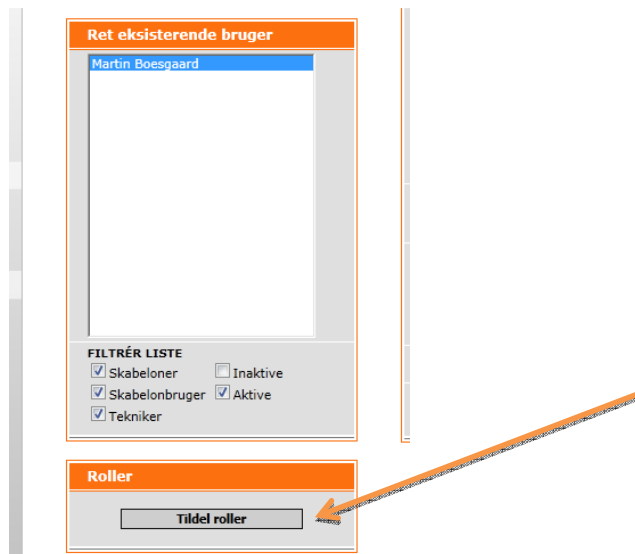 Ret eksisterende bruger
Martin Boesgaard
FILTRÉR LISTE
Skabeloner Inaktive
Skabelonbruger Aktive
Tekniker
Roller
Tildel roller